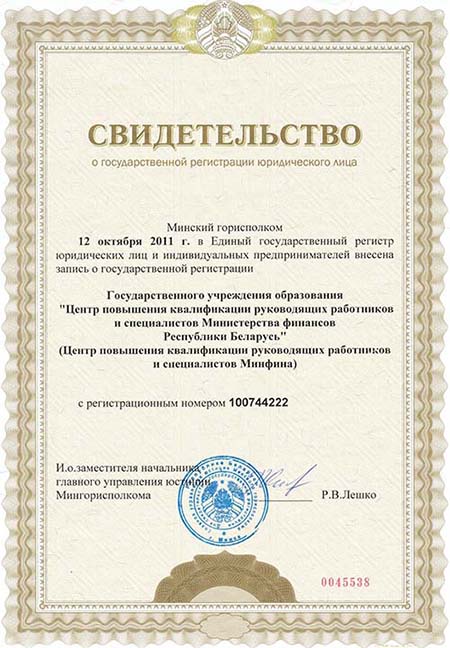 СВИДЕТЕЛЬСТВО
о государственной регистрации юридического лица
Минский горисполком
12 октября 2011 г. в Единый государственный регистр
юридических лиц и индивидуальных предпринимателей внесена
запись о государственной регистрации
Государственного учреждения образования
"Центр повышения квалификации руководящих работников
и специалистов Министерства финансов
Республики Беларусь"
(Центр повышения квалификации руководящих работников
и специалистов Минфина)
с регистрационным номером 100744222
И.о.заместителя начальника
главного управления юстиции
Мингорисполкома
Р.В.Лешко
0045538